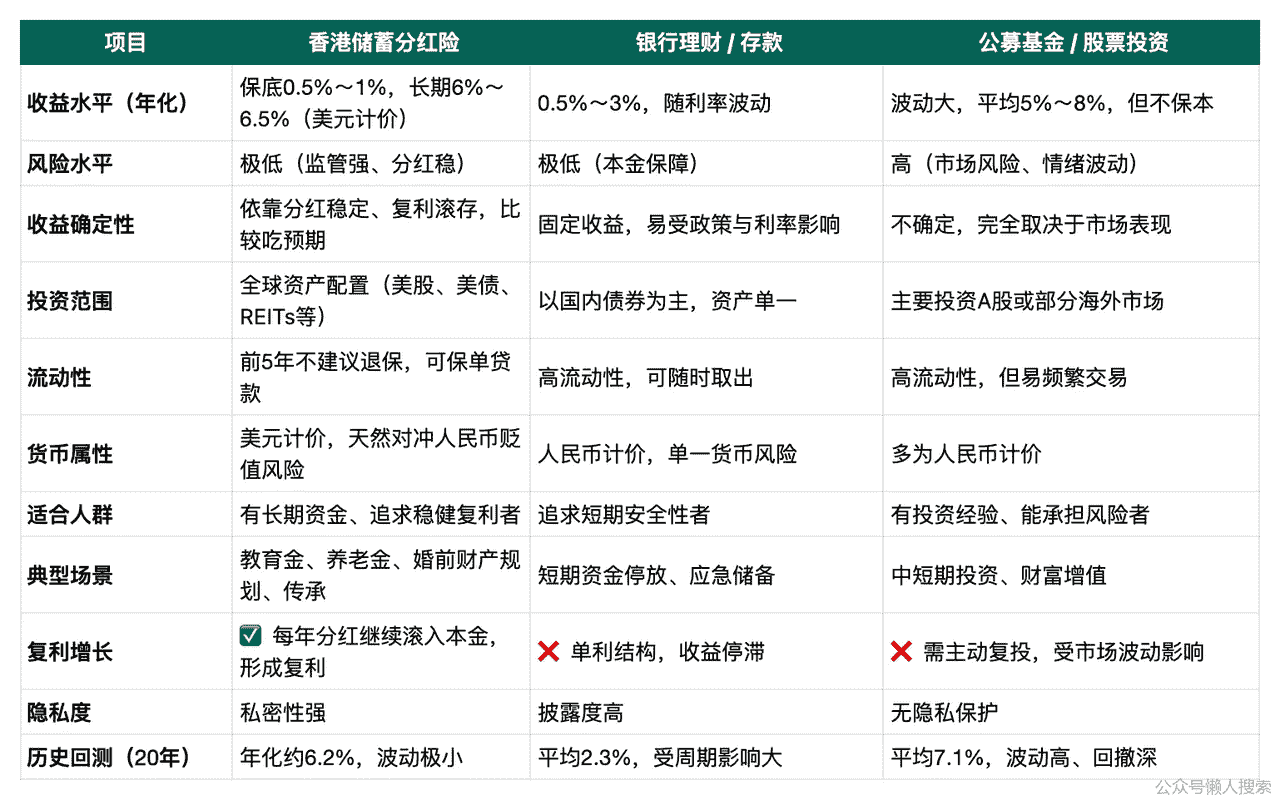 项目 香港储蓄分红险 银行理财 / 存款 公募基金 / 股票投资
收益水平（年化） 保底0.5%～1%，长期6%～
6.5%（美元计价） 0.5%～3%，随利率波动 波动大，平均5%～8%，但不保本
风险水平 极低（监管强、分红稳） 极低（本金保障） 高（市场风险、情绪波动）
收益确定性 依靠分红稳定、复利滚存，比
较吃预期 固定收益，易受政策与利率影响 不确定，完全取决于市场表现
投资范围 全球资产配置（美股、美债、
REITs等） 以国内债券为主，资产单一 主要投资A股或部分海外市场
流动性 前5年不建议退保，可保单贷
款 高流动性，可随时取出 高流动性，但易频繁交易
货币属性 美元计价，天然对冲人民币贬
值风险 人民币计价，单一货币风险 多为人民币计价
适合人群 有长期资金、追求稳健复利者 追求短期安全性者 有投资经验、能承担风险者
典型场景 教育金、养老金、婚前财产规
划、传承 短期资金停放、应急储备 中短期投资、财富增值
复利增长 ✅ 每年分红继续滚入本金，
形成复利 ❌ 单利结构，收益停滞 ❌ 需主动复投，受市场波动影响
隐私度 私密性强 披露度高 无隐私保护
历史回测（20年） 年化约6.2%，波动极小 平均2.3%，受周期影响大 平均7.1%，波动高、回撤深
公众号懒人搜索